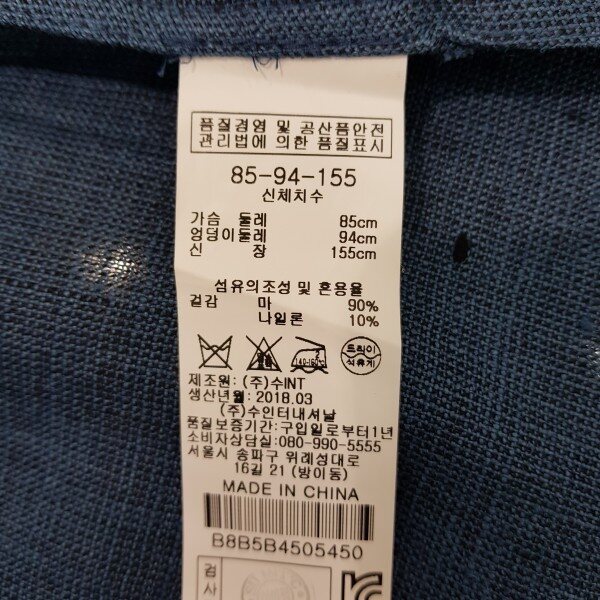 품질경영 및 공산품안전
관리법에 의한 품질표시
85-94-155
신체치수
가슴 둘레 85cm
엉덩이둘레 94cm
신 장 155cm
섬유의조성 및 혼용율
겉감 마 90%
나일론 10%
2
140-160℃
드라이
석유계
제조원: (주)수INT
생산년월: 2018.03
(주)수인터내셔날
품질보증기간: 구입일로부터1년
소비자상담실: 080-990-5555
서울시 송파구 위례성대로
16길 21 (방이동)
MADE IN CHINA
B8B5B4505450
검사